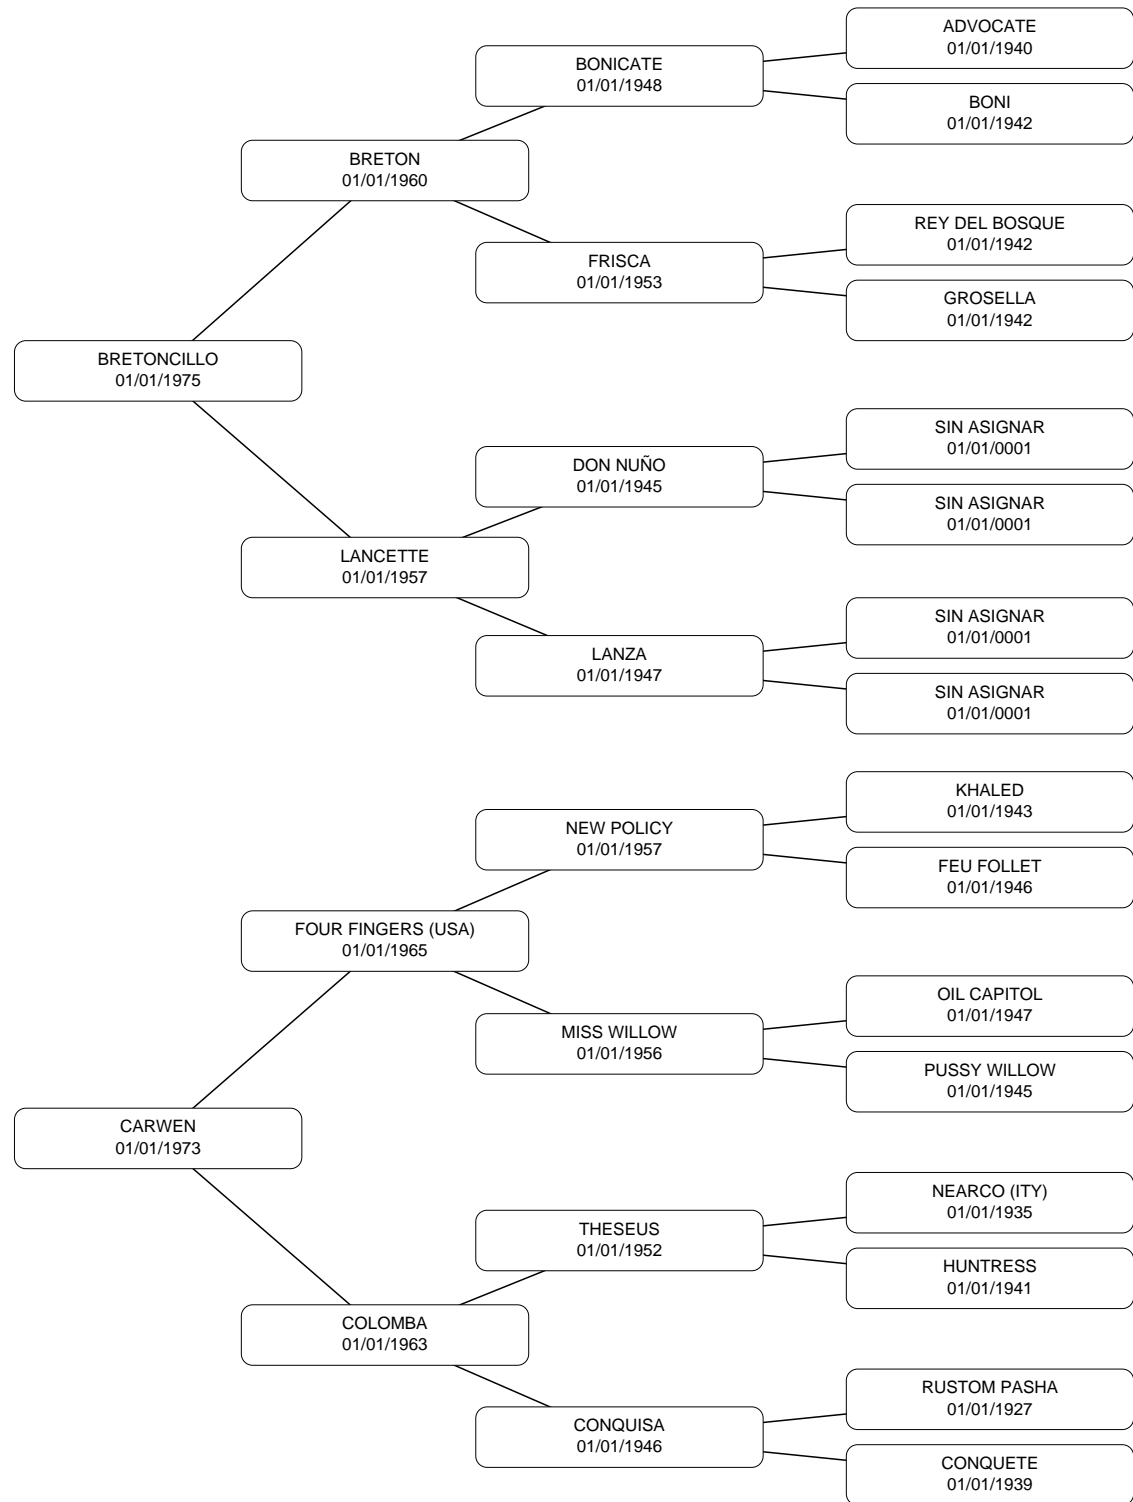 ADVOCATE
01/01/1940
BONICATE
01/01/1948
BONI
01/01/1942
BRETON
01/01/1960
REY DEL BOSQUE
01/01/1942
FRISCA
01/01/1953
GROSELLA
01/01/1942
BRETONCILLO
01/01/1975
SIN ASIGNAR
01/01/0001
DON NUÑO
01/01/1945
SIN ASIGNAR
01/01/0001
LANCETTE
01/01/1957
SIN ASIGNAR
01/01/0001
LANZA
01/01/1947
SIN ASIGNAR
01/01/0001
KHALED
01/01/1943
NEW POLICY
01/01/1957
FEU FOLLET
01/01/1946
FOUR FINGERS (USA)
01/01/1965
OIL CAPITOL
01/01/1947
MISS WILLOW
01/01/1956
PUSSY WILLOW
01/01/1945
CARWEN
01/01/1973
NEARCO (ITY)
01/01/1935
THESEUS
01/01/1952
HUNTRESS
01/01/1941
COLOMBA
01/01/1963
RUSTOM PASHA
01/01/1927
CONQUISA
01/01/1946
CONQUETE
01/01/1939